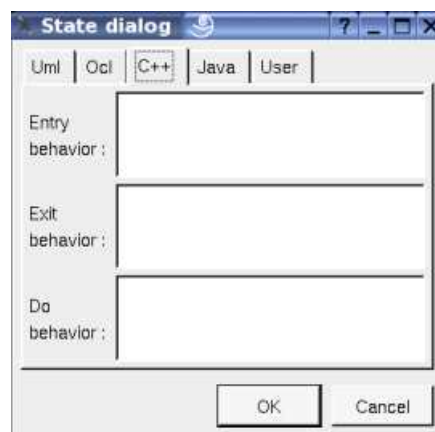 State dialog
?
Uml Ocl C++ Java User
Entry
behavior :
Exit
behavior :
Do
behavior :
OK Cancel